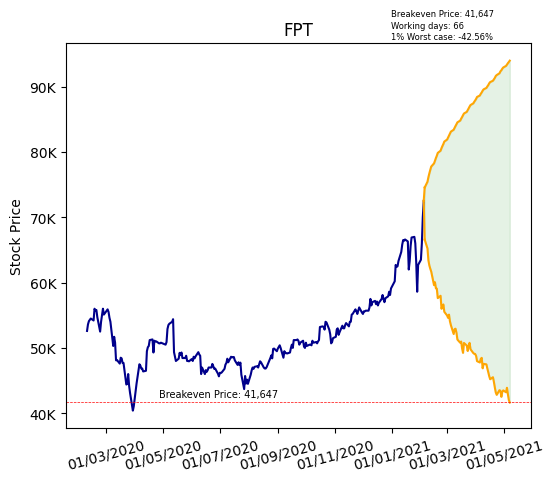 Breakeven Price: 41,647
Working days: 66
1% Worst case: -42.56%
FPT
Stock Price
90K
80K
70K
60K
50K
40K
Breakeven Price: 41,647
01/03/2020
01/05/2020
01/07/2020
01/09/2020
01/11/2020
01/01/2021
01/03/2021
01/05/2021